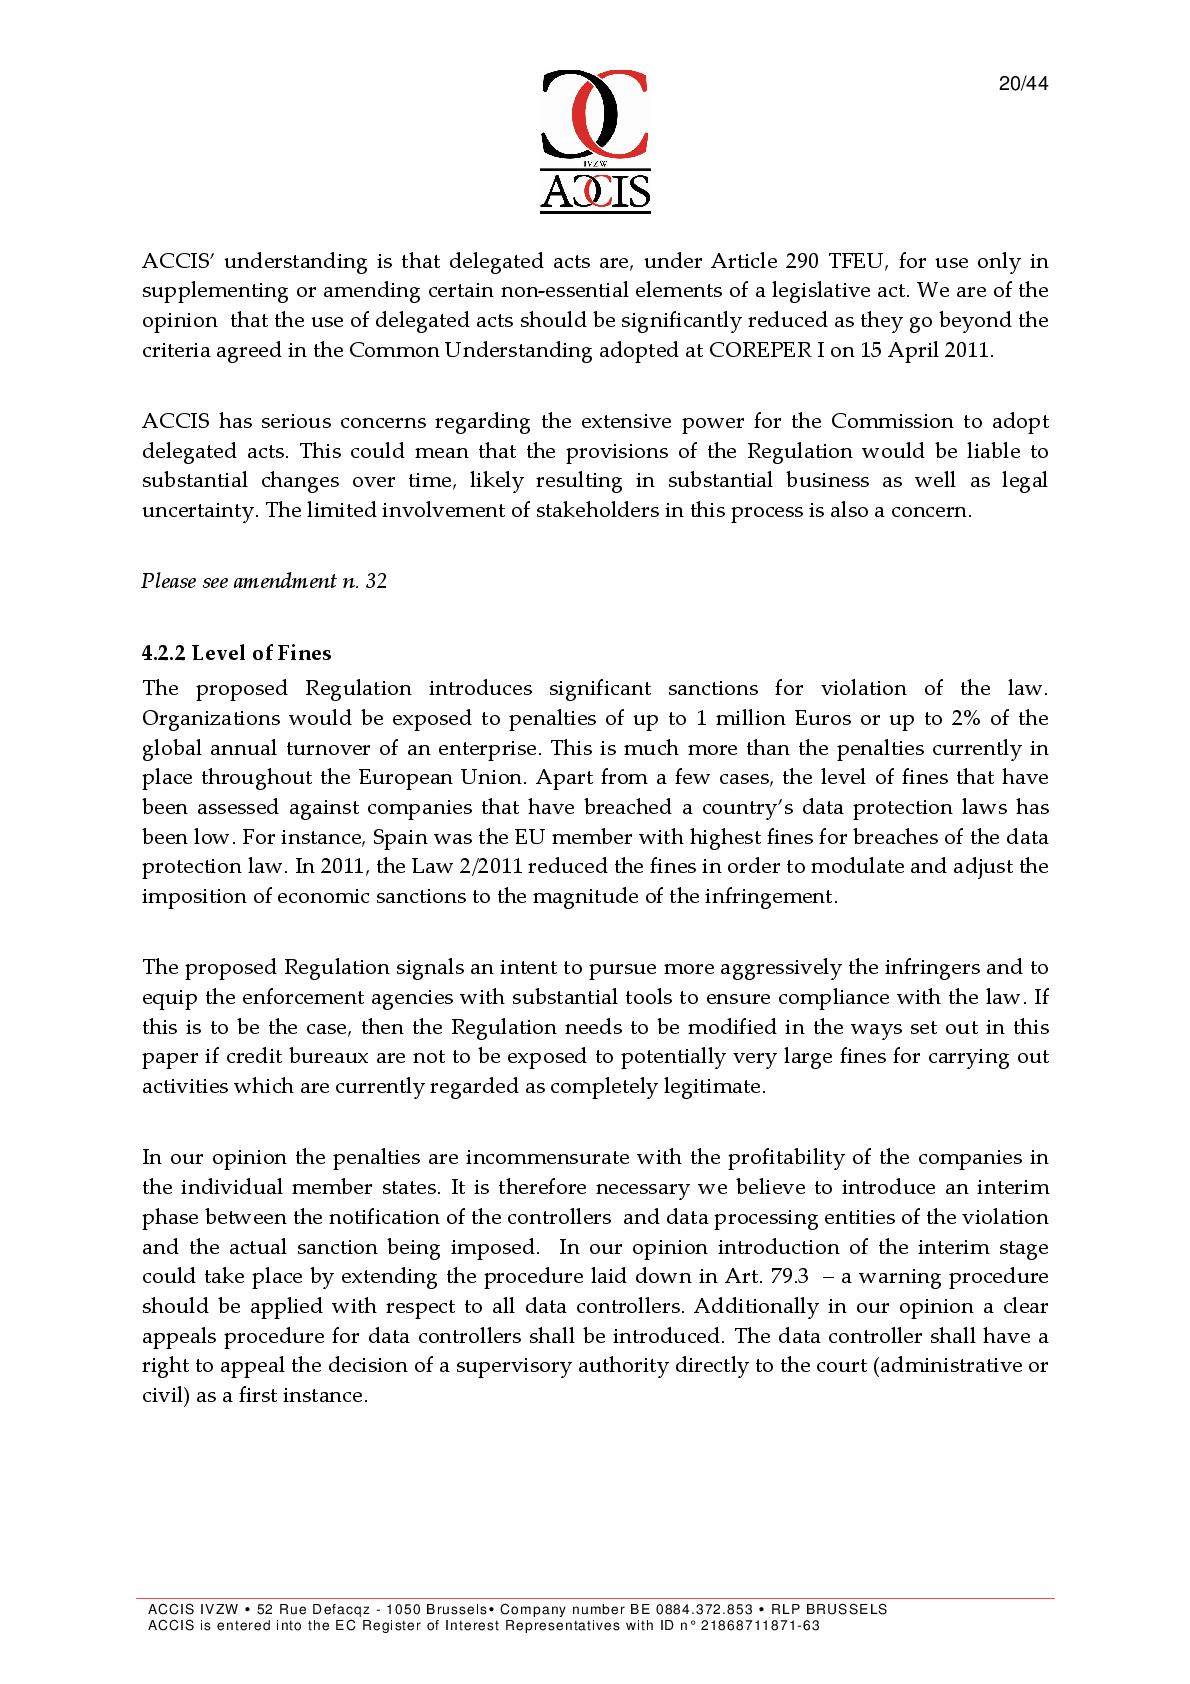 20/44
IVZW
ACCIS
ACCIS’ understanding is that delegated acts are, under Article 290 TFEU, for use only in
supplementing or amending certain non-essential elements of a legislative act. We are of the
opinion  that the use of delegated acts should be significantly reduced as they go beyond the
criteria agreed in the Common Understanding adopted at COREPER I on 15 April 2011.
ACCIS has serious concerns regarding the extensive power for the Commission to adopt
delegated acts. This could mean that the provisions of the Regulation would be liable to
substantial changes over time, likely resulting in substantial business as well as legal
uncertainty. The limited involvement of stakeholders in this process is also a concern.
Please see amendment n. 32
4.2.2 Level of Fines
The proposed Regulation introduces significant sanctions for violation of the law.
Organizations would be exposed to penalties of up to 1 million Euros or up to 2% of the
global annual turnover of an enterprise. This is much more than the penalties currently in
place throughout the European Union. Apart from a few cases, the level of fines that have
been assessed against companies that have breached a country’s data protection laws has
been low. For instance, Spain was the EU member with highest fines for breaches of the data
protection law. In 2011, the Law 2/2011 reduced the fines in order to modulate and adjust the
imposition of economic sanctions to the magnitude of the infringement.
The proposed Regulation signals an intent to pursue more aggressively the infringers and to
equip the enforcement agencies with substantial tools to ensure compliance with the law. If
this is to be the case, then the Regulation needs to be modified in the ways set out in this
paper if credit bureaux are not to be exposed to potentially very large fines for carrying out
activities which are currently regarded as completely legitimate.
In our opinion the penalties are incommensurate with the profitability of the companies in
the individual member states. It is therefore necessary we believe to introduce an interim
phase between the notification of the controllers  and data processing entities of the violation
and the actual sanction being imposed.  In our opinion introduction of the interim stage
could take place by extending the procedure laid down in Art. 79.3  – a warning procedure
should be applied with respect to all data controllers. Additionally in our opinion a clear
appeals procedure for data controllers shall be introduced. The data controller shall have a
right to appeal the decision of a supervisory authority directly to the court (administrative or
civil) as a first instance.
ACCIS IVZW • 52 Rue Defacqz - 1050 Brussels• Company number BE 0884.372.853 • RLP BRUSSELS
ACCIS is entered into the EC Register of Interest Representatives with ID n° 21868711871-63